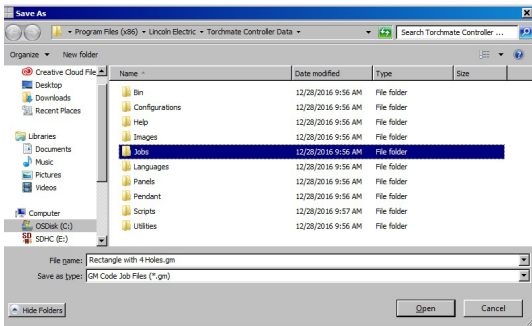 Save As
Program Files (x86) Lincoln Electric Torchmate Controller Data
Search Torchmate Controller ...
Organize New folder
Creative Cloud File
Desktop
Downloads
Recent Places
Libraries
Documents
Music
Pictures
Videos
Computer
OSDisk (C:)
SDHC (E:)
Name Date modified Type Size
Bin 12/28/2016 9:56 AM File folder
Configurations 12/28/2016 9:56 AM File folder
Help 12/28/2016 9:56 AM File folder
Images 12/28/2016 9:56 AM File folder
Jobs 12/28/2016 9:56 AM File folder
Languages 12/28/2016 9:56 AM File folder
Panels 12/28/2016 9:56 AM File folder
Pendant 12/28/2016 9:56 AM File folder
Scripts 12/28/2016 9:57 AM File folder
Utilities 12/28/2016 9:56 AM File folder
File name: Rectangle with 4 Holes.gm
Save as type: GM Code Job Files (*.gm)
Hide Folders Open Cancel